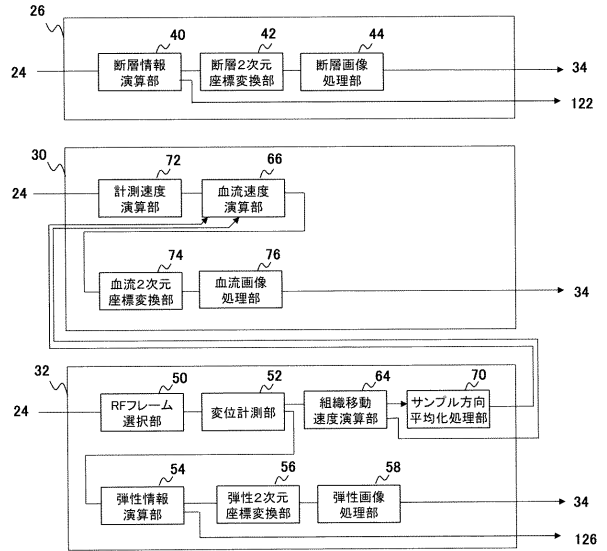 26
40
42
44
24
断層情報
演算部
断層2次元
座標変換部
断層画像
処理部
34
122
30
72
66
24
計測速度
演算部
血流速度
演算部
74
76
血流2次元
座標変換部
血流画像
処理部
34
32
50
52
64
70
24
RFフレーム
選択部
変位計測部
組織移動
速度演算部
サンプル方向
平均化処理部
54
56
58
弾性情報
演算部
弾性2次元
座標変換部
弾性画像
処理部
34
126